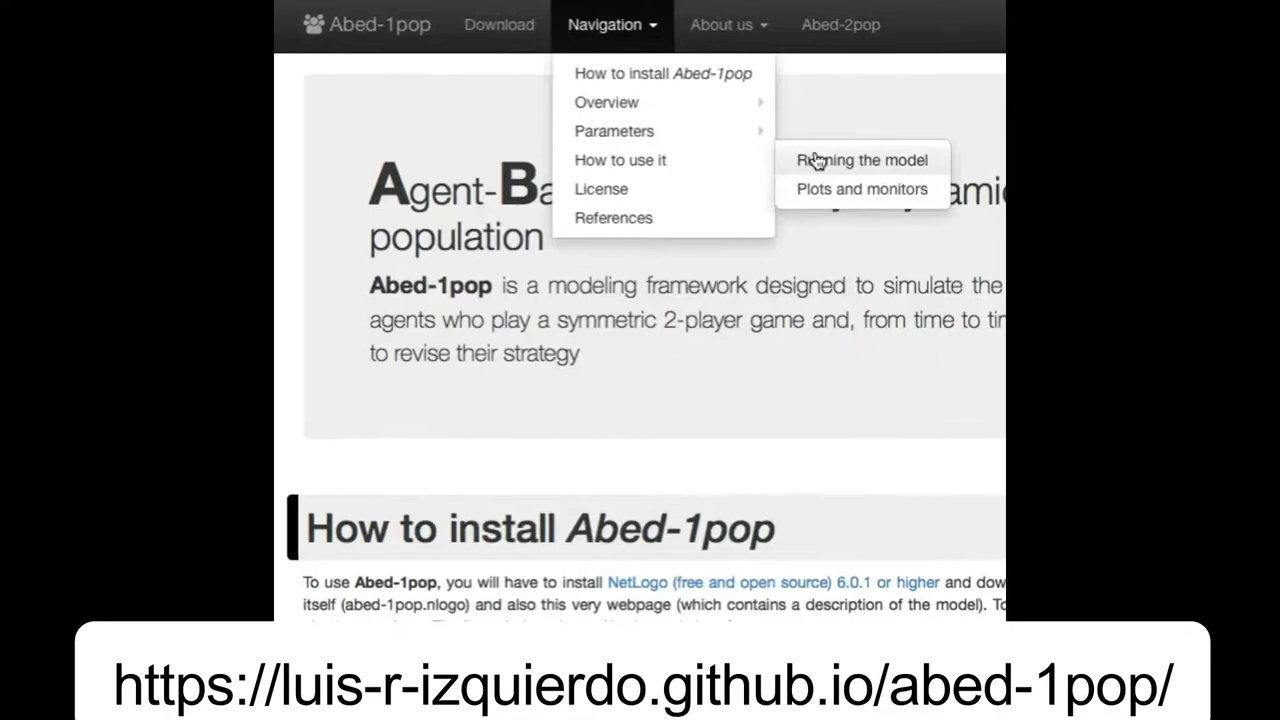 Abed-1pop Download Navigation About us Abed-2pop
How to install Abed-1pop
Overview
Parameters
How to use it
License
References
Running the model
Plots and monitors
Agent-B
population
Abed-1pop is a modeling framework designed to simulate the
agents who play a symmetric 2-player game and, from time to
to revise their strategy
How to install Abed-1pop
To use Abed-1pop, you will have to install NetLogo (free and open source) 6.0.1 or higher and
itself (abed-1pop.nlogo) and also this very webpage (which contains a description of the model).
https://luis-r-izquierdo.github.io/abed-1pop/